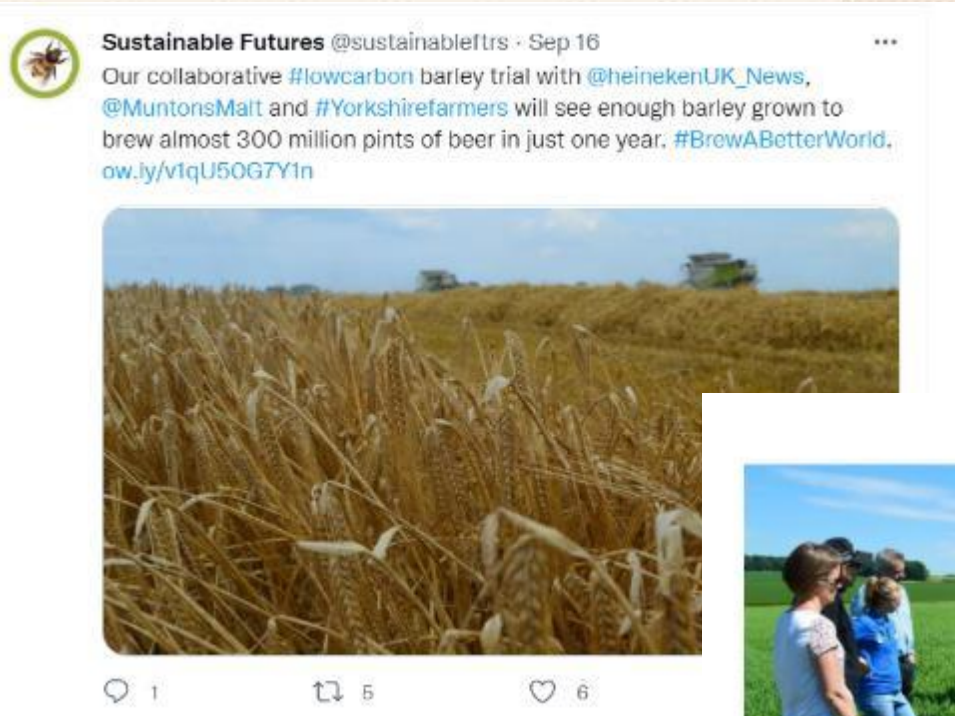 Sustainable Futures @sustainableftrs · Sep 16
Our collaborative #lowcarbon barley trial with @heinekenUK_News,
@MuntonsMalt and #Yorkshirefarmers will see enough barley grown to
brew almost 300 million pints of beer in just one year. #BrewABetterWorld.
ow.ly/v1qU50G7Y1n
1 5 6